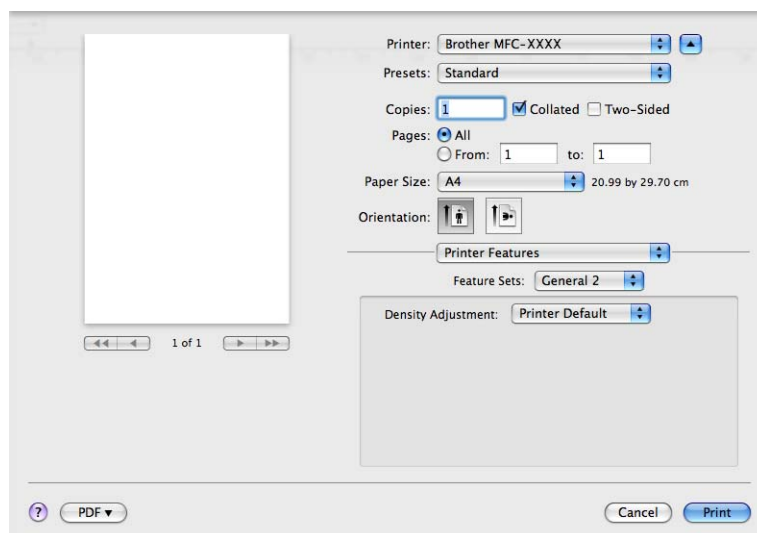 Printer: Brother MFC-XXXX
Presets: Standard
Copies: 1 Collated Two-Sided
Pages: All
From: 1 to: 1
Paper Size: A4 20.99 by 29.70 cm
Orientation:
Printer Features
Feature Sets: General 2
Density Adjustment: Printer Default
1 of 1
? PDF▼ Cancel Print